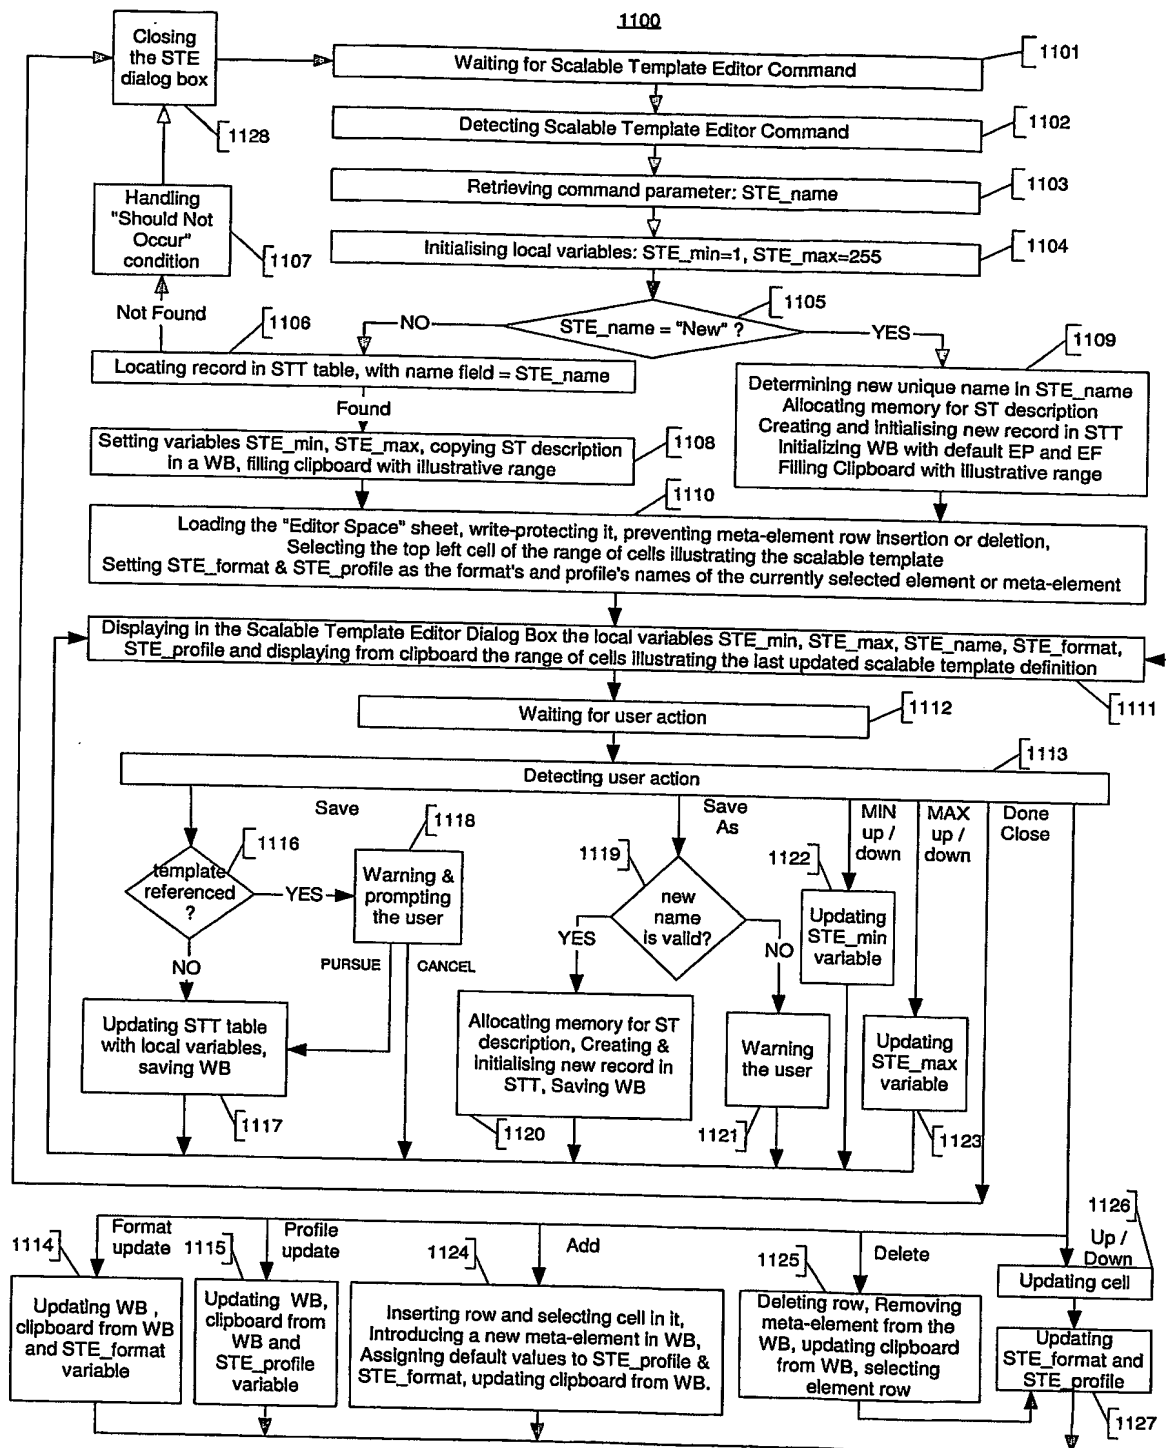 1100
Closing
the STE
dialog box
1128
Waiting for Scalable Template Editor Command
1101
Detecting Scalable Template Editor Command
1102
Retrieving command parameter: STE_name
1103
Initialising local variables: STE_min=1, STE_max=255
1104
Handling
"Should Not
Occur"
condition
1107
Not Found
1106
NO
STE_name = "New" ?
1105
YES
1109
Locating record in STT table, with name field = STE_name
Found
Determining new unique name in STE_name
Allocating memory for ST description
Creating and Initialising new record in STT
Initializing WB with default EP and EF
Filling Clipboard with illustrative range
Setting variables STE_min, STE_max, copying ST description
in a WB, filling clipboard with illustrative range
1108
1110
Loading the "Editor Space" sheet, write-protecting it, preventing meta-element row insertion or deletion,
Selecting the top left cell of the range of cells illustrating the scalable template
Setting STE_format & STE_profile as the format's and profile's names of the currently selected element or meta-element
Displaying in the Scalable Template Editor Dialog Box the local variables STE_min, STE_max, STE_name, STE_format,
STE_profile and displaying from clipboard the range of cells illustrating the last updated scalable template definition
1111
Waiting for user action
1112
Detecting user action
1113
Save
Save
As
MIN
up /
down
MAX
up /
down
Done
Close
1116
template
referenced
?
YES
NO
1118
Warning &
prompting
the user
PURSUE
CANCEL
1119
new
name
is valid?
YES
NO
1122
Updating
STE_min
variable
Updating STT table
with local variables,
saving WB
1117
Allocating memory for ST
description, Creating &
initialising new record in
STT, Saving WB
1120
Warning
the user
1121
Updating
STE_max
variable
1123
1114
Format
update
1115
Profile
update
1124
Add
1125
Delete
1126
Up /
Down
Updating WB ,
clipboard from WB
and STE_format
variable
Updating WB,
clipboard from
WB and
STE_profile
variable
Inserting row and selecting cell in it,
Introducing a new meta-element in WB,
Assigning default values to STE_profile &
STE_format, updating clipboard from WB.
Deleting row, Removing
meta-element from the
WB, updating clipboard
from WB, selecting
element row
Updating cell
Updating
STE_format and
STE_profile
1127